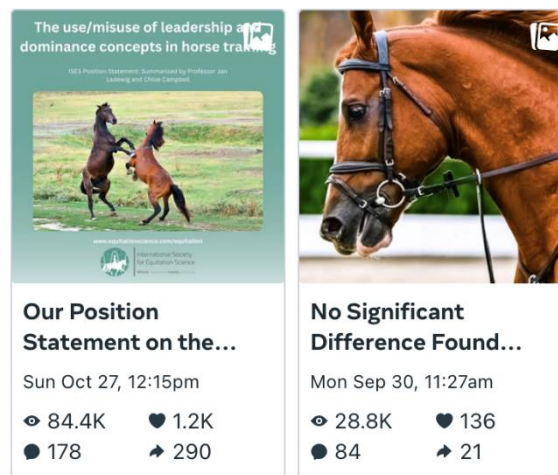 The use/misuse of leadership and
dominance concepts in horse training
ISES Position Statement: Summarised by Professor Jan
Ladewig and Chloe Campbell
www.equitationscience.com/equitation
International Society
for Equitation Science
Our Position
Statement on the...
Sun Oct 27, 12:15pm
84.4K
1.2K
178
290
No Significant
Difference Found...
Mon Sep 30, 11:27am
28.8K
136
84
21